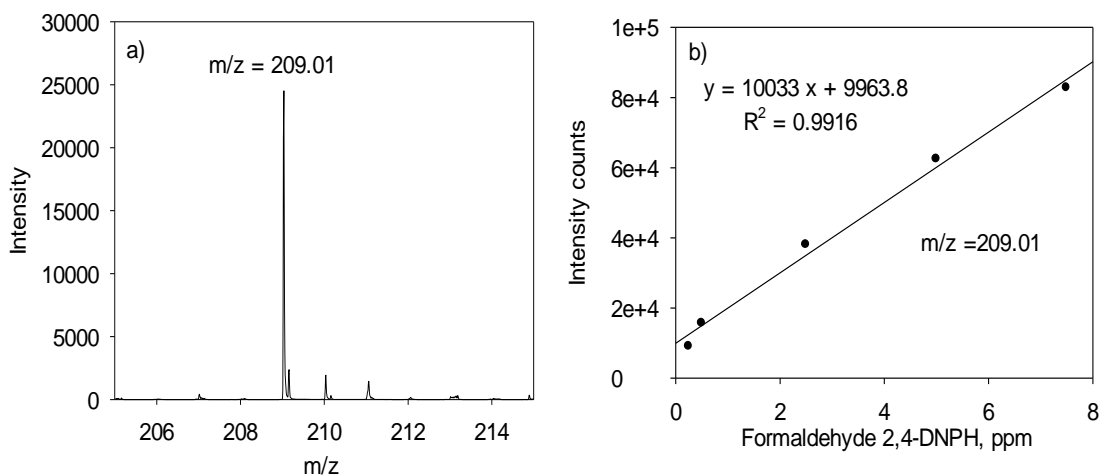 a)
m/z = 209.01
30000
25000
20000
15000
10000
5000
0
Intensity
206 208 210 212 214
m/z
b)
y = 10033 x + 9963.8
R² = 0.9916
m/z =209.01
1e+5
8e+4
6e+4
4e+4
2e+4
0
Intensity counts
0 2 4 6 8
Formaldehyde 2,4-DNPH, ppm